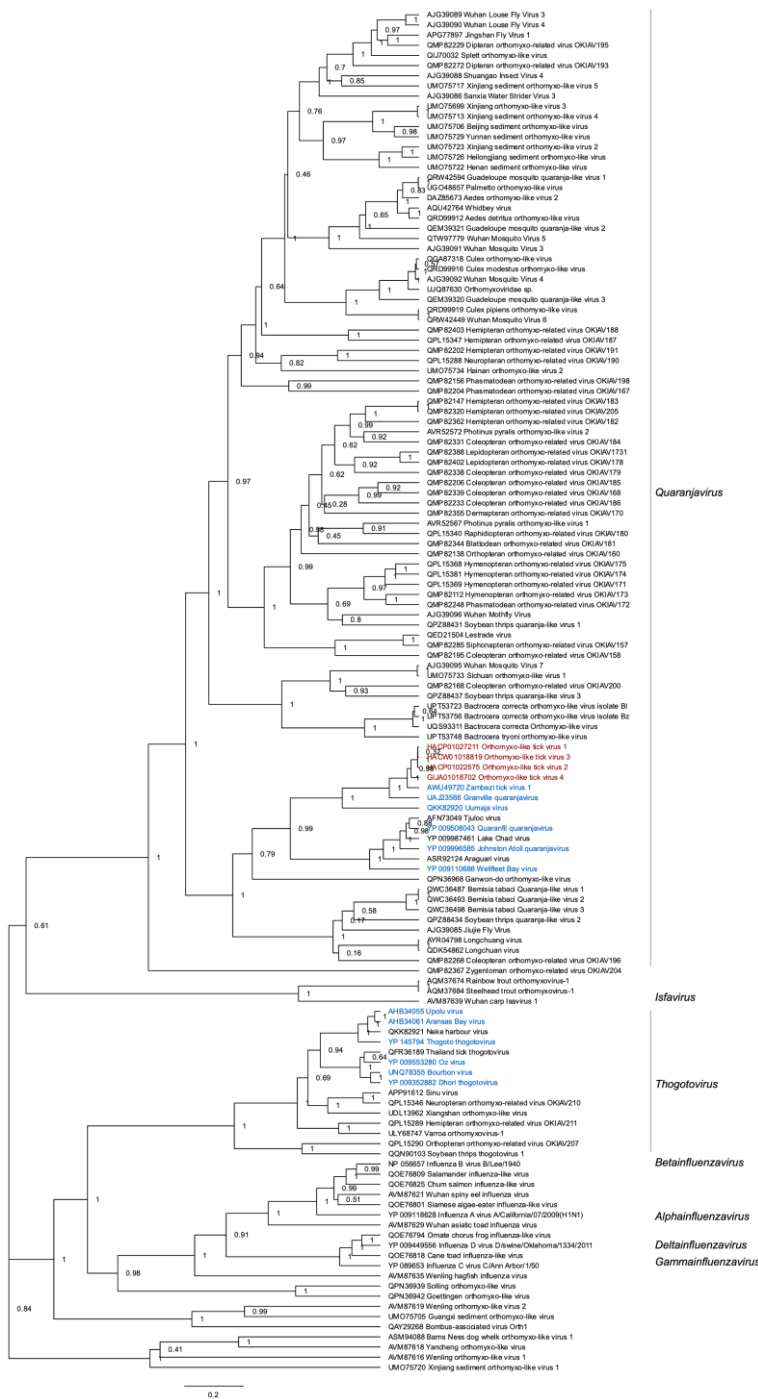 AJG39089 Wuhan Louse Fly Virus 3
AJG39090 Wuhan Louse Fly Virus 4
APG77897 Jingshan Fly Virus 1
QMP82229 Dipteran orthomyxo-related virus OKIAV195
QIJ70032 Splett orthomyxo-like virus
QMP82272 Dipteran orthomyxo-related virus OKIAV193
AJG39088 Shuangao Insect Virus 4
UMO75717 Xinjiang sediment orthomyxo-like virus 5
AJG39086 Sanxia Water Strider Virus 3
UMO75699 Xinjiang orthomyxo-like virus 3
UMO75713 Xinjiang sediment orthomyxo-like virus 4
UMO75706 Beijing sediment orthomyxo-like virus
UMO75729 Yunnan sediment orthomyxo-like virus
UMO75723 Xinjiang sediment orthomyxo-like virus 2
UMO75726 Heilongjiang sediment orthomyxo-like virus
UMO75722 Henan sediment orthomyxo-like virus
QRW42594 Guadeloupe mosquito quaranja-like virus 1
UGO48657 Palmetto orthomyxo-like virus
DAZ85673 Aedes orthomyxo-like virus 2
AQU42764 Whidbey virus
QRD99912 Aedes detritus orthomyxo-like virus
QEM39321 Guadeloupe mosquito quaranja-like virus 2
QTW97779 Wuhan Mosquito Virus 5
AJG39091 Wuhan Mosquito Virus 3
QGA87318 Culex orthomyxo-like virus
QRD99916 Culex modestus orthomyxo-like virus
AJG39092 Wuhan Mosquito Virus 4
UJQ87630 Orthomyxoviridae sp.
QEM39320 Guadeloupe mosquito quaranja-like virus 3
QRD99919 Culex pipiens orthomyxo-like virus
QRW42449 Wuhan Mosquito Virus 6
QMP82403 Hemipteran orthomyxo-related virus OKIAV188
QPL15347 Hemipteran orthomyxo-related virus OKIAV187
QMP82202 Hemipteran orthomyxo-related virus OKIAV191
QPL15288 Neuropteran orthomyxo-related virus OKIAV190
UMO75734 Hainan orthomyxo-like virus 2
QMP82156 Phasmatodean orthomyxo-related virus OKIAV198
QMP82204 Phasmatodean orthomyxo-related virus OKIAV167
QMP82147 Hemipteran orthomyxo-related virus OKIAV183
QMP82320 Hemipteran orthomyxo-related virus OKIAV205
QMP82362 Hemipteran orthomyxo-related virus OKIAV182
AVR52572 Photinus pyralis orthomyxo-like virus 2
QMP82331 Coleopteran orthomyxo-related virus OKIAV184
QMP82388 Lepidopteran orthomyxo-related virus OKIAV1731
QMP82402 Lepidopteran orthomyxo-related virus OKIAV178
QMP82338 Coleopteran orthomyxo-related virus OKIAV179
QMP82206 Coleopteran orthomyxo-related virus OKIAV185
QMP82339 Coleopteran orthomyxo-related virus OKIAV168
QMP82233 Coleopteran orthomyxo-related virus OKIAV186
QMP82355 Dermapteran orthomyxo-related virus OKIAV170
AVR52567 Photinus pyralis orthomyxo-like virus 1
QPL15340 Raphidiopteran orthomyxo-related virus OKIAV180
QMP82344 Blattodean orthomyxo-related virus OKIAV181
QMP82138 Orthopteran orthomyxo-related virus OKIAV160
QPL15368 Hymenopteran orthomyxo-related virus OKIAV175
QPL15381 Hymenopteran orthomyxo-related virus OKIAV174
QPL15369 Hymenopteran orthomyxo-related virus OKIAV171
QMP82112 Hymenopteran orthomyxo-related virus OKIAV173
QMP82248 Phasmatodean orthomyxo-related virus OKIAV172
AJG39096 Wuhan Mothfly Virus
QPZ88431 Soybean thrips quaranja-like virus 1
QED21504 Lestrade virus
QMP82285 Siphonapteran orthomyxo-related virus OKIAV157
QMP82195 Coleopteran orthomyxo-related virus OKIAV158
AJG39095 Wuhan Mosquito Virus 7
UMO75733 Sichuan orthomyxo-like virus 1
QMP82168 Coleopteran orthomyxo-related virus OKIAV200
QPZ88437 Soybean thrips quaranja-like virus 3
UPT53723 Bactrocera correcta orthomyxo-like virus isolate Bl
UPT53756 Bactrocera correcta orthomyxo-like virus isolate Bz
UQS93311 Bactrocera correcta Orthomyxo-like virus
UPT53748 Bactrocera tryoni orthomyxo-like virus
HACP01027211 Orthomyxo-like tick virus 1
HACW01018819 Orthomyxo-like tick virus 3
HACP01022575 Orthomyxo-like tick virus 2
GIJA01018702 Orthomyxo-like tick virus 4
AWU49720 Zambezi tick virus 1
UAJ23566 Granville quaranjavirus
QKK82920 Uumaja virus
AFN73049 Tjuloc virus
YP 009508043 Quaranfil quaranjavirus
YP 009987461 Lake Chad virus
YP 009996585 Johnston Atoll quaranjavirus
ASR92124 Araguari virus
YP 009110686 Wellfleet Bay virus
QPN36968 Ganwon-do orthomyxo-like virus
QWC36487 Bemisia tabaci Quaranja-like virus 1
QWC36493 Bemisia tabaci Quaranja-like virus 2
QWC36498 Bemisia tabaci Quaranja-like virus 3
QPZ88434 Soybean thrips quaranja-like virus 2
AJG39085 Jiujie Fly Virus
AYR04798 Longchuang virus
QDK54862 Longchuan virus
QMP82268 Coleopteran orthomyxo-related virus OKIAV196
QMP82367 Zygentoman orthomyxo-related virus OKIAV204
Quaranjavirus
AQM37674 Rainbow trout orthomyxovirus-1
AQM37684 Steelhead trout orthomyxovirus-1
AVM87639 Wuhan carp Isavirus 1
Isfavirus
AHB34055 Upolu virus
AHB34061 Aransas Bay virus
QKK82921 Neke harbour virus
YP 145794 Thogoto thogotovirus
QFR36189 Thailand tick thogotovirus
YP 009553280 Oz virus
UNQ78355 Bourbon virus
YP 009352882 Dhori thogotovirus
APP91612 Sinu virus
QPL15346 Neuropteran orthomyxo-related virus OKIAV210
UDL13962 Xiangshan orthomyxo-like virus
QPL15289 Hemipteran orthomyxo-related virus OKIAV211
ULY68747 Varroa orthomyxovirus-1
QPL15290 Orthopteran orthomyxo-related virus OKIAV207
QQN90103 Soybean thrips thogotovirus 1
Thogotovirus
NP 056657 Influenza B virus B/Lee/1940
Betainfluenzavirus
QOE76809 Salamander influenza-like virus
QOE76825 Chum salmon influenza-like virus
AVM87621 Wuhan spiny eel influenza virus
QOE76801 Siamese algae-eater influenza-like virus
YP 009118628 Influenza A virus A/California/07/2009(H1N1)
Alphainfluenzavirus
AVM87629 Wuhan asiatic toad influenza virus
QOE76794 Ornate chorus frog influenza-like virus
YP 009449556 Influenza D virus D/swine/Oklahoma/1334/2011
Deltainfluenzavirus
QOE76818 Cane toad influenza-like virus
YP 089653 Influenza C virus C/Ann Arbor/1/50
Gammainfluenzavirus
AVM87635 Wenling hagfish influenza virus
QPN36939 Solling orthomyxo-like virus
QPN36942 Goettingen orthomyxo-like virus
AVM87619 Wenling orthomyxo-like virus 2
UMO75705 Guangxi sediment orthomyxo-like virus
QAY29268 Bombus-associated virus Orth1
ASM94088 Barns Ness dog whelk orthomyxo-like virus 1
AVM87618 Yancheng orthomyxo-like virus
AVM87616 Wenling orthomyxo-like virus 1
UMO75720 Xinjiang sediment orthomyxo-like virus 1
0.2